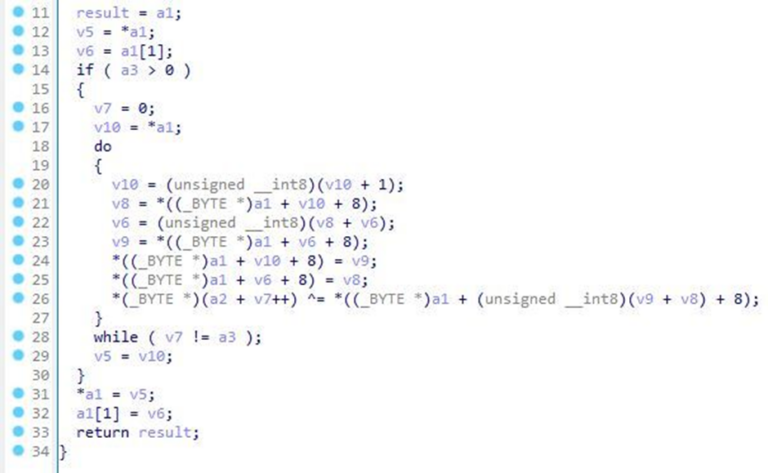 11 result = a1;
12 v5 = *a1;
13 v6 = a1[1];
14 if ( a3 > 0 )
15 {
16 v7 = 0;
17 v10 = *a1;
18 do
19 {
20 v10 = (unsigned __int8)(v10 + 1);
21 v8 = *((_BYTE *)a1 + v10 + 8);
22 v6 = (unsigned __int8)(v8 + v6);
23 v9 = *((_BYTE *)a1 + v6 + 8);
24 *((_BYTE *)a1 + v10 + 8) = v9;
25 *((_BYTE *)a1 + v6 + 8) = v8;
26 *(_BYTE *)(a2 + v7++) ^= *((_BYTE *)a1 + (unsigned __int8)(v9 + v8) + 8);
27 }
28 while ( v7 != a3 );
29 v5 = v10;
30 }
31 *a1 = v5;
32 a1[1] = v6;
33 return result;
34 }